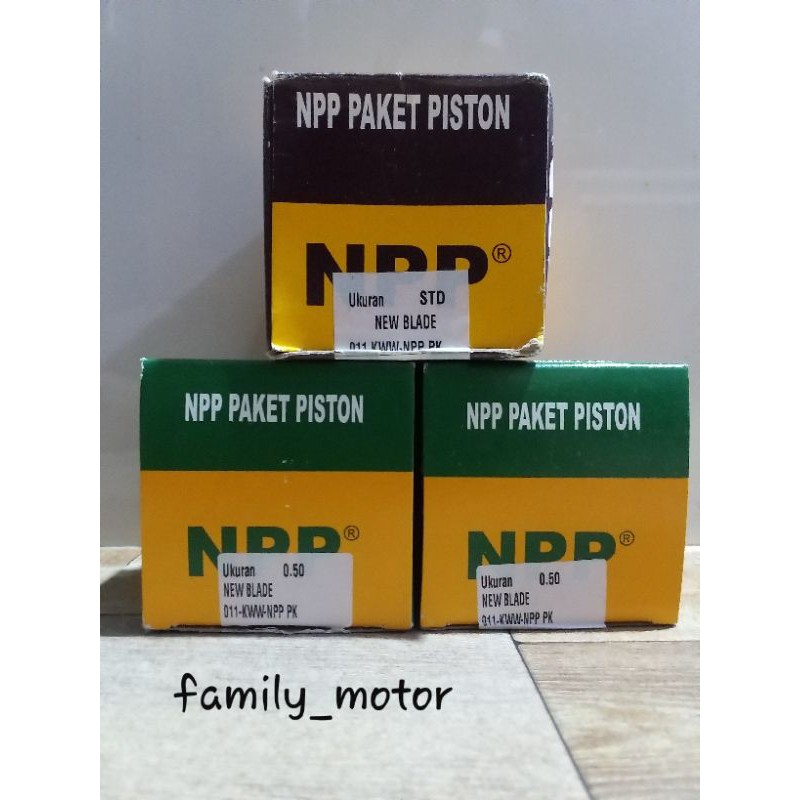 NPP PAKET PISTON
NPP®
Ukuran STD
NEW BLADE
011-KWW-NPP PK
NPP PAKET PISTON
NPP®
Ukuran 0.50
NEW BLADE
011-KWW-NPP PK
NPP PAKET PISTON
NPP®
Ukuran 0.50
NEW BLADE
011-KWW-NPP PK
family_motor